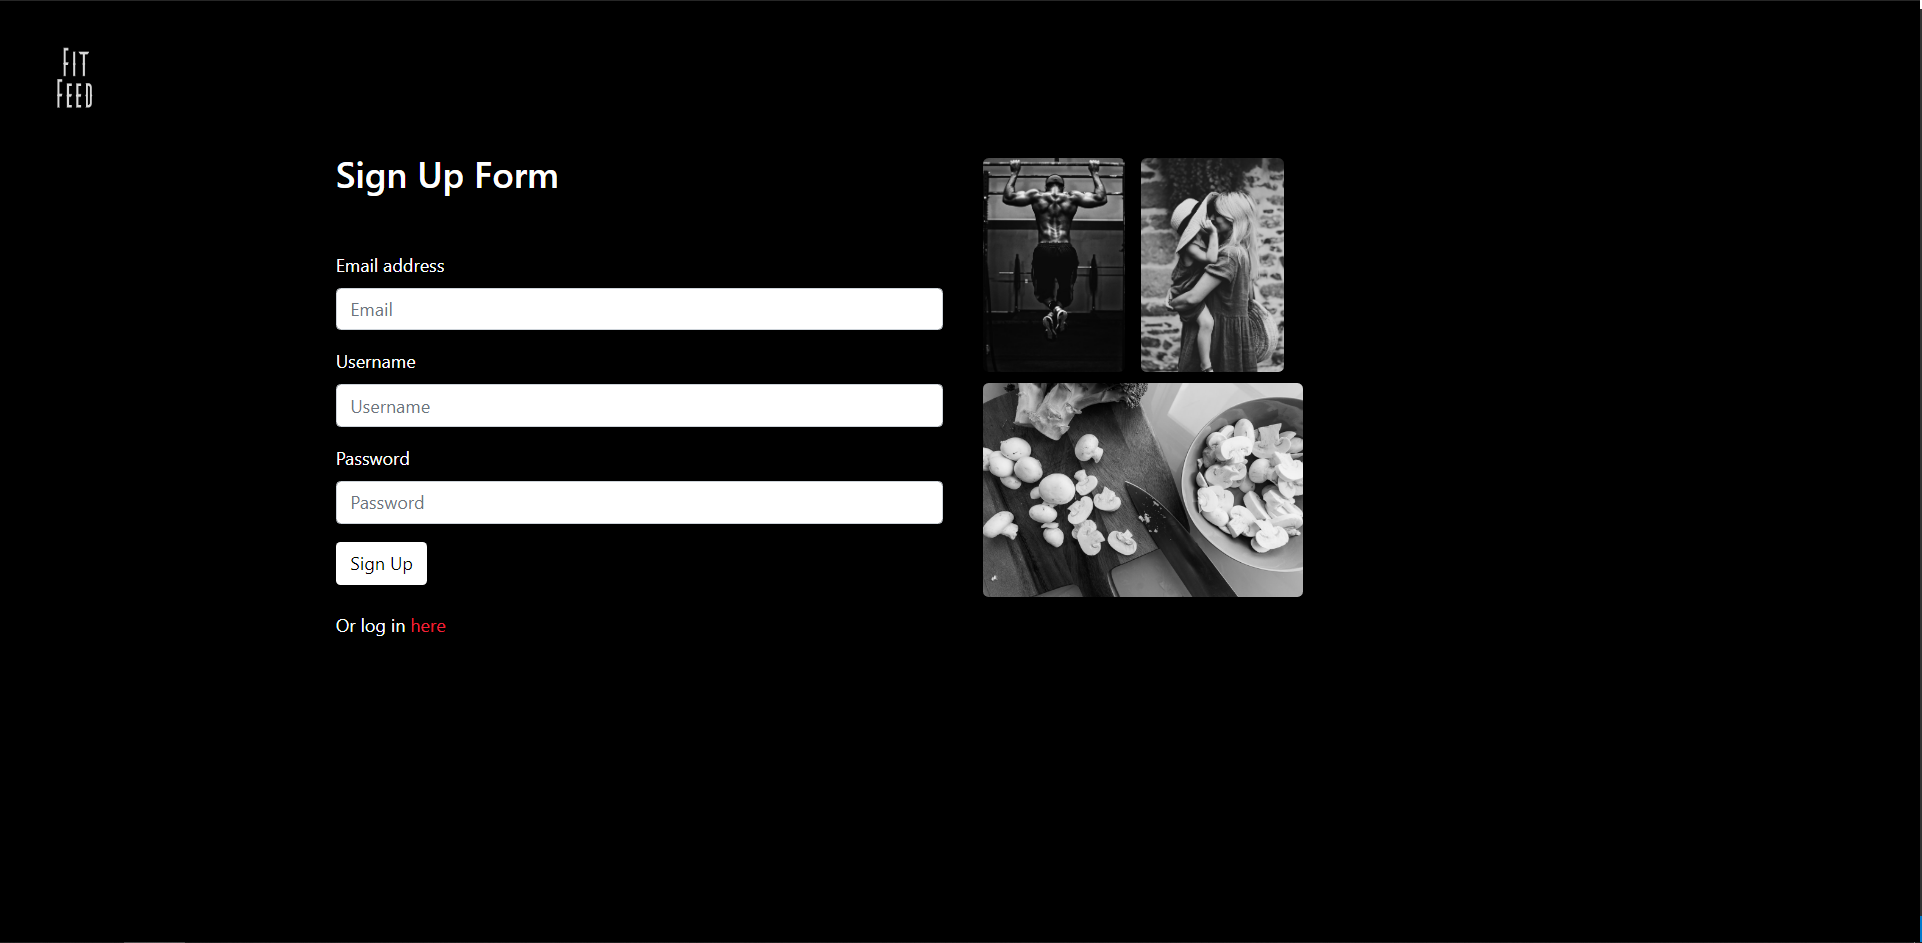 FIT
FEED
Sign Up Form
Email address
Email
Username
Username
Password
Password
Sign Up
Or log in here